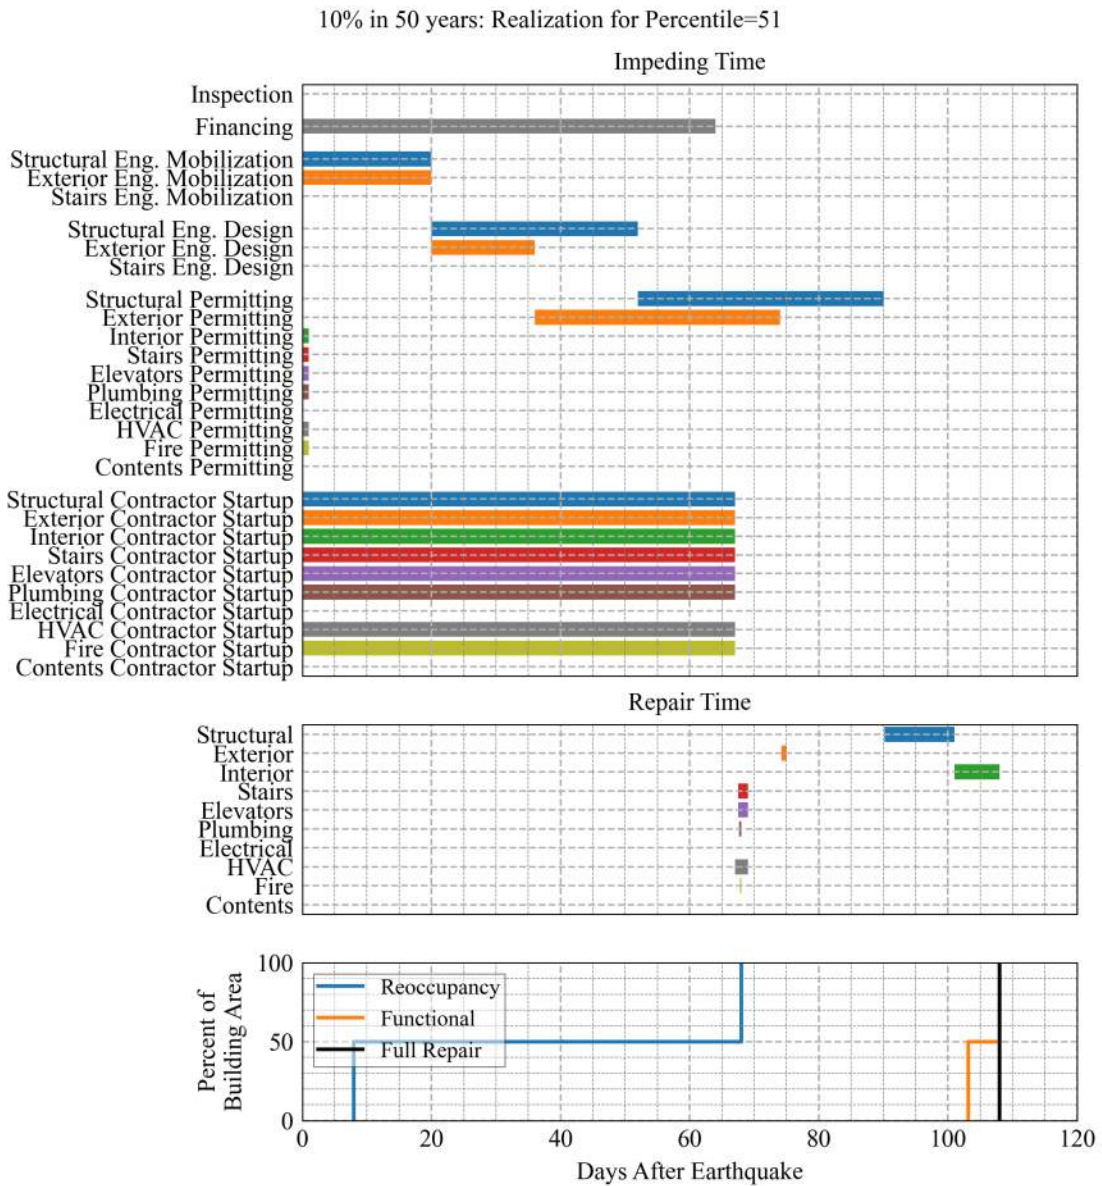 10% in 50 years: Realization for Percentile=51
Impeding Time
Inspection
Financing
Structural Eng. Mobilization
Exterior Eng. Mobilization
Stairs Eng. Mobilization
Structural Eng. Design
Exterior Eng. Design
Stairs Eng. Design
Structural Permitting
Exterior Permitting
Interior Permitting
Stairs Permitting
Elevators Permitting
Plumbing Permitting
Electrical Permitting
HVAC Permitting
Fire Permitting
Contents Permitting
Structural Contractor Startup
Exterior Contractor Startup
Interior Contractor Startup
Stairs Contractor Startup
Elevators Contractor Startup
Plumbing Contractor Startup
Electrical Contractor Startup
HVAC Contractor Startup
Fire Contractor Startup
Contents Contractor Startup
Repair Time
Structural
Exterior
Interior
Stairs
Elevators
Plumbing
Electrical
HVAC
Fire
Contents
Percent of
Building Area
100
50
0
Reoccupancy
Functional
Full Repair
0 20 40 60 80 100 120
Days After Earthquake